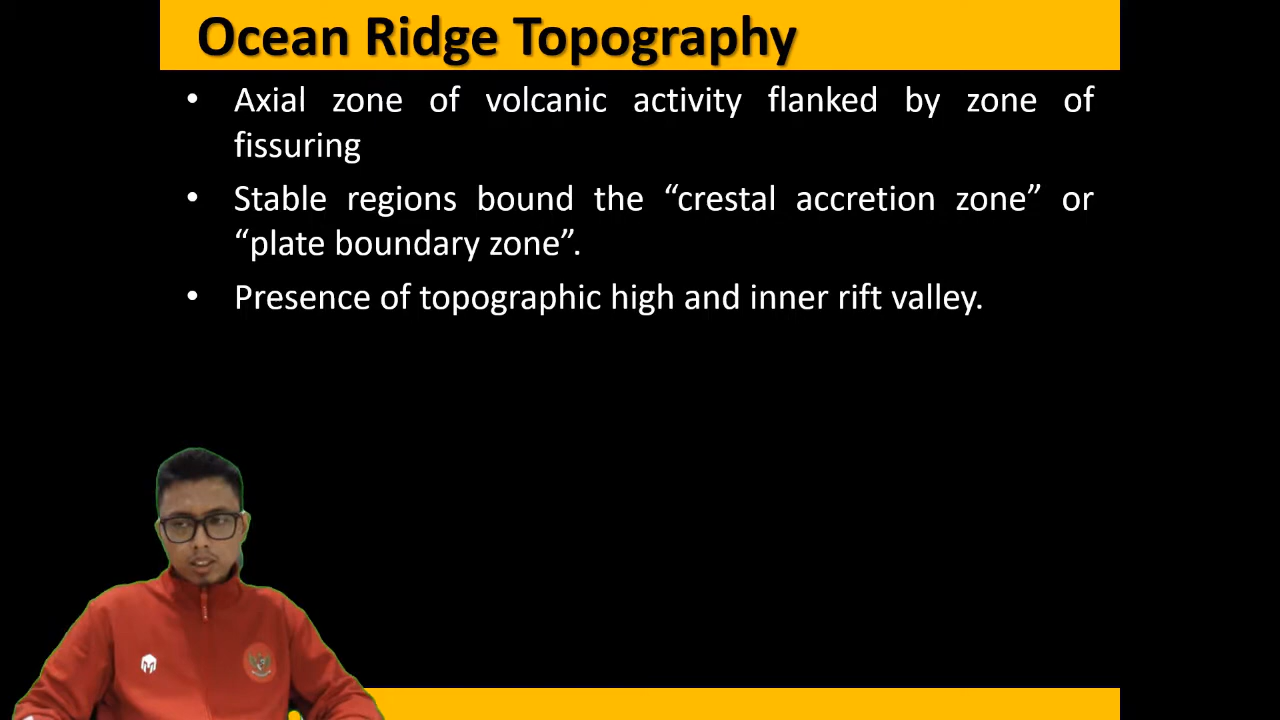 Ocean Ridge Topography
• Axial zone of volcanic activity flanked by zone of
fissuring
• Stable regions bound the “crestal accretion zone” or
“plate boundary zone”.
• Presence of topographic high and inner rift valley.